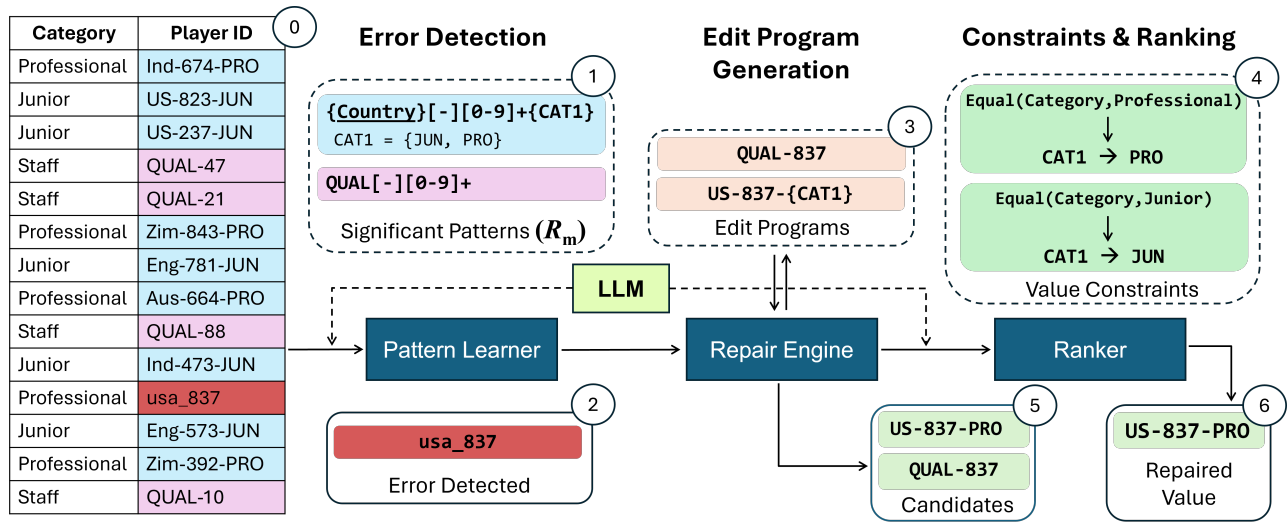 Category Player ID
Professional Ind-674-PRO
Junior US-823-JUN
Junior US-237-JUN
Staff QUAL-47
Staff QUAL-21
Professional Zim-843-PRO
Junior Eng-781-JUN
Professional Aus-664-PRO
Staff QUAL-88
Junior Ind-473-JUN
Professional usa_837
Junior Eng-573-JUN
Professional Zim-392-PRO
Staff QUAL-10
0
Error Detection
1
{Country}[-][0-9]+{CAT1}
CAT1 = {JUN, PRO}
QUAL[-][0-9]+
Significant Patterns (Rm)
Edit Program
Generation
3
QUAL-837
US-837-{CAT1}
Edit Programs
Constraints & Ranking
4
Equal(Category,Professional)
CAT1 → PRO
Equal(Category,Junior)
CAT1 → JUN
Value Constraints
LLM
Pattern Learner
Repair Engine
Ranker
2
usa_837
Error Detected
5
US-837-PRO
QUAL-837
Candidates
6
US-837-PRO
Repaired
Value